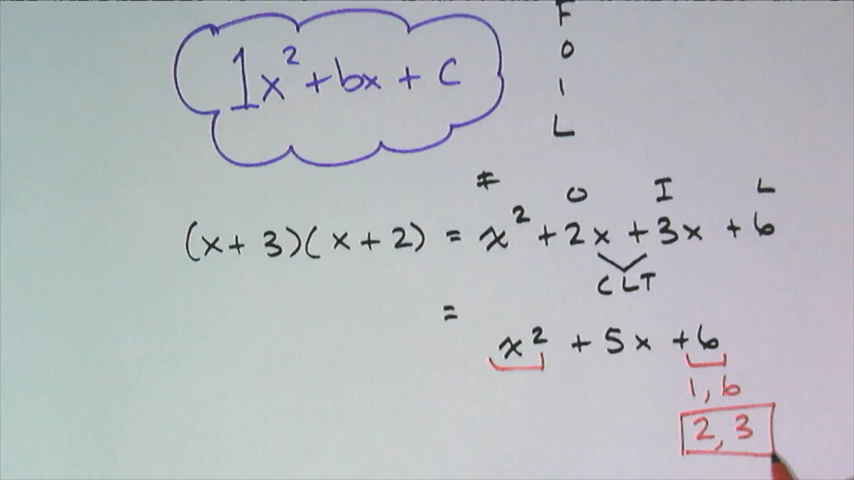 1x² + bx + c
F
O
I
L
F O I L
(x + 3)(x + 2) = x² + 2x + 3x + 6
CLT
= x² + 5x + 6
1, 6
2, 3